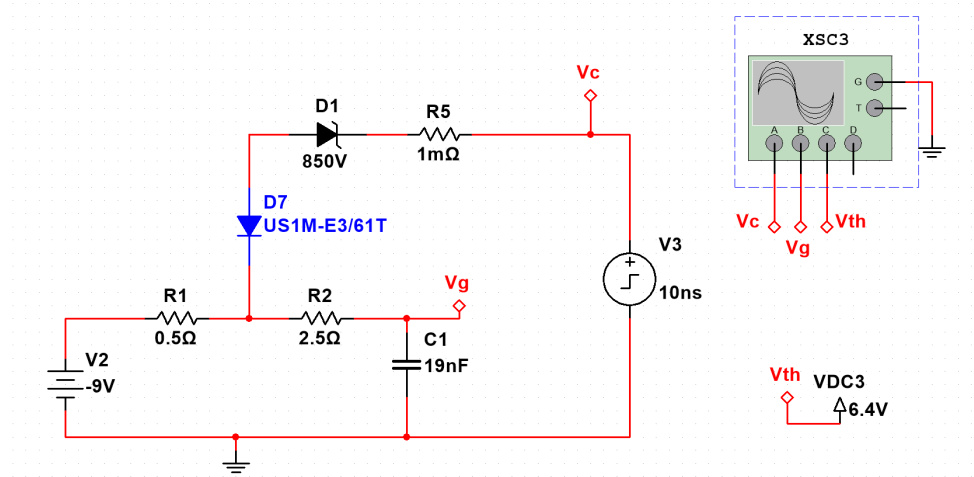 XSC3
G
T
A B C D
Vc
Vg
Vth
Vc
D1
850V
R5
1mΩ
D7
US1M-E3/61T
V3
10ns
Vg
R1
0.5Ω
R2
2.5Ω
C1
19nF
V2
-9V
Vth
VDC3
6.4V